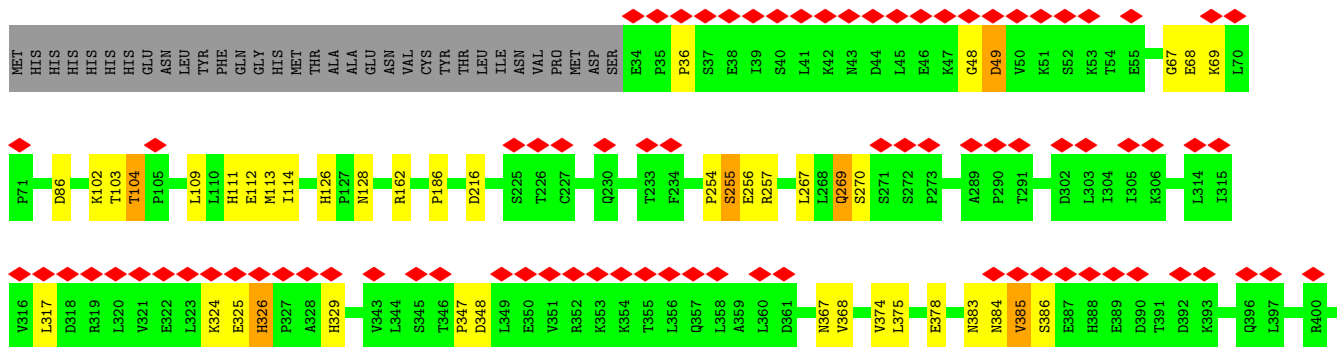 MET HIS HIS HIS HIS HIS HIS GLU ASN LEU TYR PHE GLN GLY HIS MET THR ALA ALA GLU ASN VAL CYS TYR THR LEU ILE ASN VAL PRO MET ASP SER E34 P35 P36 S37 E38 I39 S40 L41 K42 N43 D44 L45 E46 K47 G48 D49 V50 K51 S52 K53 T54 E55 G67 E68 K69 L70
P71 D86 K102 T103 T104 P105 L109 L110 H111 E112 M113 I114 H126 P127 N128 R162 P186 D216 S225 T226 C227 Q230 T233 F234 P254 S255 E256 R257 L267 L268 Q269 S270 S271 S272 P273 A289 P290 T291 D302 L303 I304 I305 K306 L314 I315
V316 L317 D318 R319 L320 V321 E322 L323 K324 E325 H326 P327 A328 H329 V343 L344 S345 T346 P347 D348 L349 E350 V351 R352 K353 K354 T355 L356 Q357 L358 A359 L360 D361 N367 V368 V374 L375 E378 N383 N384 V385 S386 E387 H388 E389 D390 T391 D392 K393 Q396 L397 R400